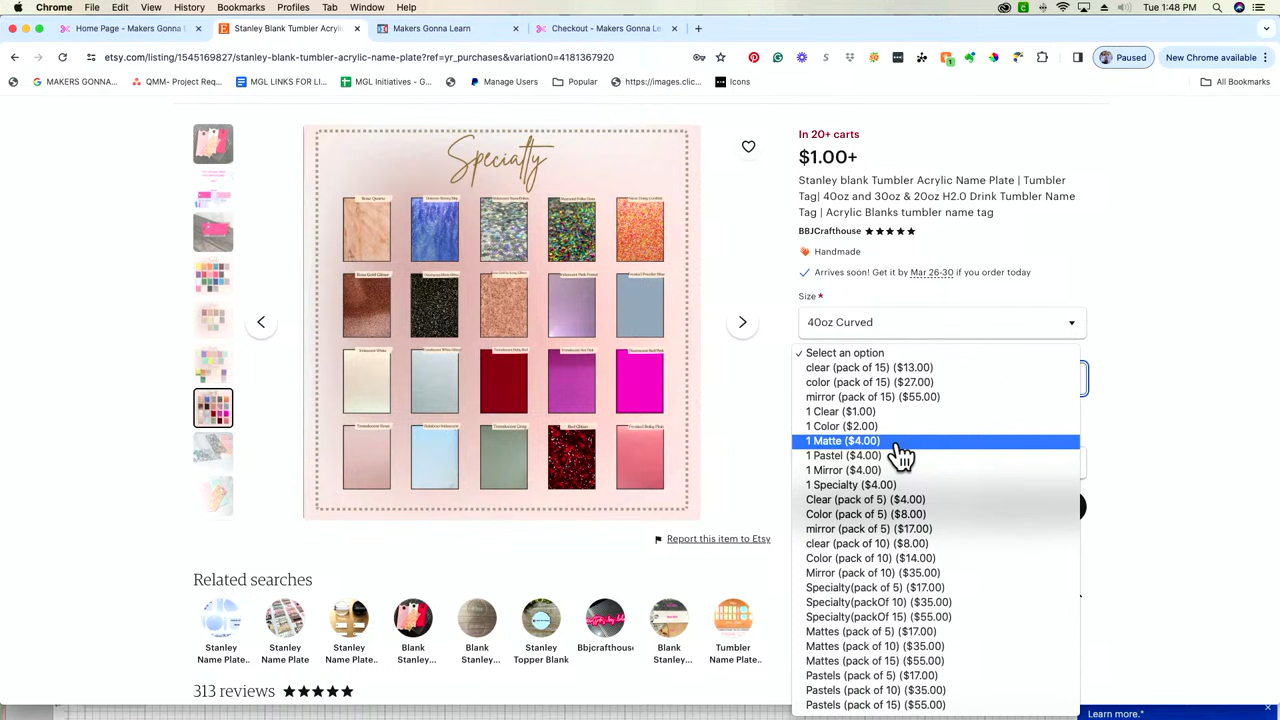 Chrome File Edit View History Bookmarks Profiles Tab Window Help
Tue 1:48 PM
Home Page - Makers Gonna L
Stanley Blank Tumbler Acrylic
Makers Gonna Learn
Checkout - Makers Gonna Le
etsy.com/listing/1545169827/stanley-blank-tumbler-acrylic-name-plate?ref=yr_purchases&variation0=4181367920
Paused
New Chrome available
MAKERS GONNA...
QMM- Project Req...
MGL LINKS FOR LI...
MGL Initiatives - G...
Manage Users
Popular
https://images.clic...
Icons
All Bookmarks
Specialty
Rose Quartz
Rose Gold Glitter
Iridescent White
Red Glitter
In 20+ carts
$1.00+
Stanley blank Tumbler Acrylic Name Plate | Tumbler
Tag| 40oz and 30oz & 20oz H2.0 Drink Tumbler Name
Tag | Acrylic Blanks tumbler name tag
BBJCrafthouse ★★★★★
Handmade
Arrives soon! Get it by Mar 26-30 if you order today
Size *
40oz Curved
✓ Select an option
clear (pack of 15) ($13.00)
color (pack of 15) ($27.00)
mirror (pack of 15) ($55.00)
1 Clear ($1.00)
1 Color ($2.00)
1 Matte ($4.00)
1 Pastel ($4.00)
1 Mirror ($4.00)
1 Specialty ($4.00)
Clear (pack of 5) ($4.00)
Color (pack of 5) ($8.00)
mirror (pack of 5) ($17.00)
clear (pack of 10) ($8.00)
Color (pack of 10) ($14.00)
Mirror (pack of 10) ($35.00)
Specialty(pack of 5) ($17.00)
Specialty(packOf 10) ($35.00)
Specialty(packOf 15) ($55.00)
Mattes (pack of 5) ($17.00)
Mattes (pack of 10) ($35.00)
Mattes (pack of 15) ($55.00)
Pastels (pack of 5) ($17.00)
Pastels (pack of 10) ($35.00)
Pastels (pack of 15) ($55.00)
Report this item to Etsy
Related searches
Stanley Name Plate..
Stanley Name Plate
Stanley Name Plate..
Blank Stanley...
Blank Stanley...
Stanley Topper Blank
Bbjcrafthouse
Blank Stanley...
Tumbler Name Plate..
313 reviews ★★★★★
Learn more.*